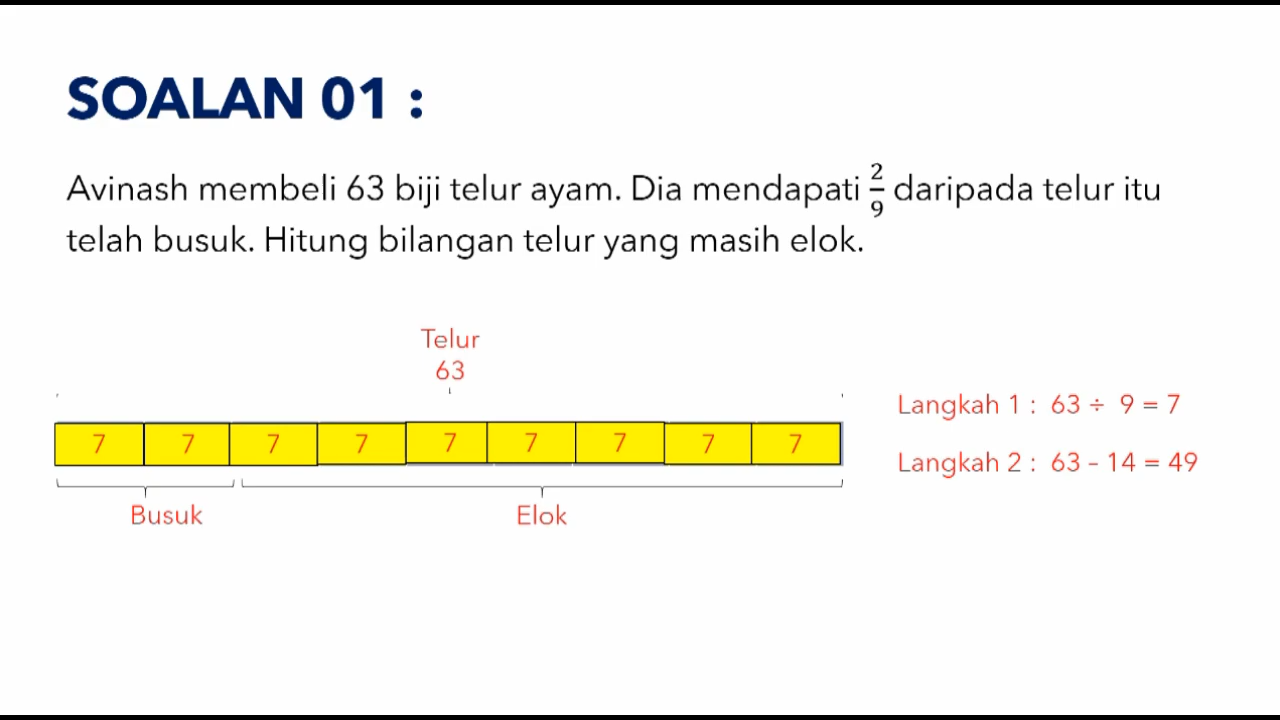 SOALAN 01 :
Avinash membeli 63 biji telur ayam. Dia mendapati 2/9 daripada telur itu
telah busuk. Hitung bilangan telur yang masih elok.
Telur
63
Langkah 1 : 63 ÷ 9 = 7
7 7 7 7 7 7 7 7 7
Langkah 2 : 63 – 14 = 49
Busuk Elok